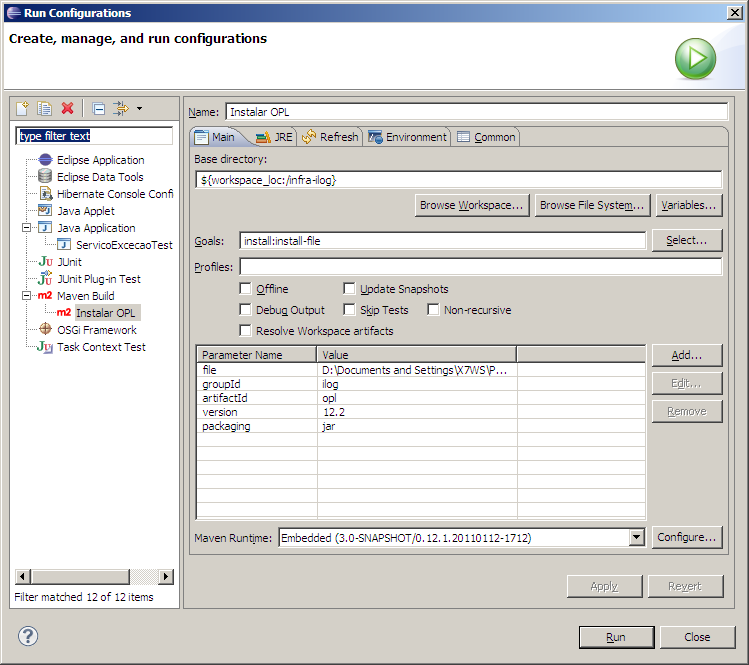 Run Configurations
Create, manage, and run configurations
type filter text
Eclipse Application
Eclipse Data Tools
Hibernate Console Confi
Java Applet
Java Application
ServicoExcecaoTest
JUnit
JUnit Plug-in Test
m2 Maven Build
m2 Instalar OPL
OSGi Framework
Task Context Test
Filter matched 12 of 12 items
Name: Instalar OPL
Main JRE Refresh Environment Common
Base directory:
${workspace_loc:/infra-ilog}
Browse Workspace... Browse File System... Variables...
Goals: install:install-file Select...
Profiles:
Offline Update Snapshots
Debug Output Skip Tests Non-recursive
Resolve Workspace artifacts
Parameter Name Value
file D:\Documents and Settings\X7WS\P...
groupId ilog
artifactId opl
version 12.2
packaging jar
Add...
Edit...
Remove
Maven Runtime: Embedded (3.0-SNAPSHOT/0.12.1.20110112-1712) Configure...
Apply Revert
? Run Close